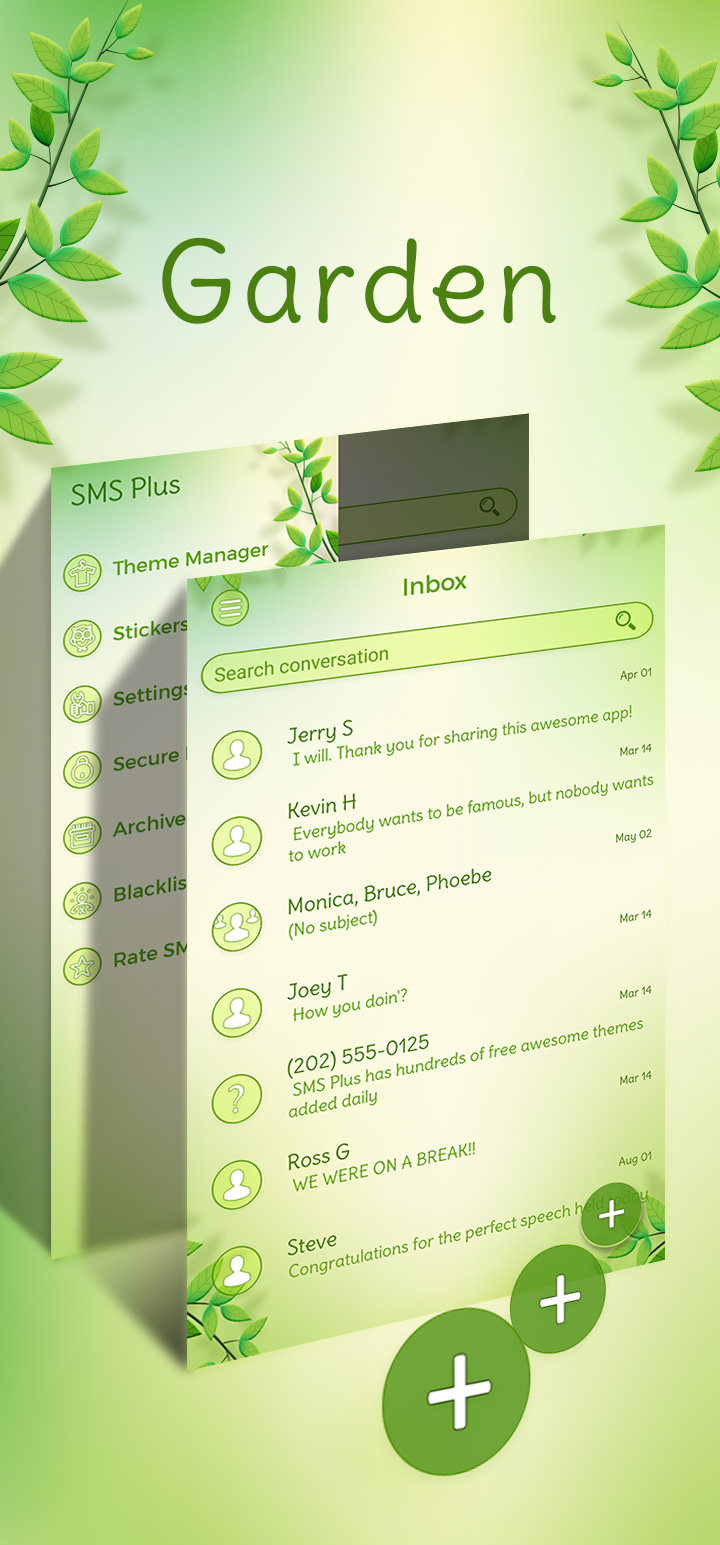 Garden
SMS Plus
Theme Manager
Stickers
Settings
Secure
Archive
Blacklis
Rate SM
Inbox
Search conversation
Apr 01
Jerry S
I will. Thank you for sharing this awesome app!
Mar 14
Kevin H
Everybody wants to be famous, but nobody wants
to work
May 02
Monica, Bruce, Phoebe
(No subject)
Mar 14
Joey T
How you doin'?
Mar 14
(202) 555-0125
SMS Plus has hundreds of free awesome themes
added daily
Mar 14
Ross G
WE WERE ON A BREAK!!
Aug 01
Steve
Congratulations for the perfect speech held today